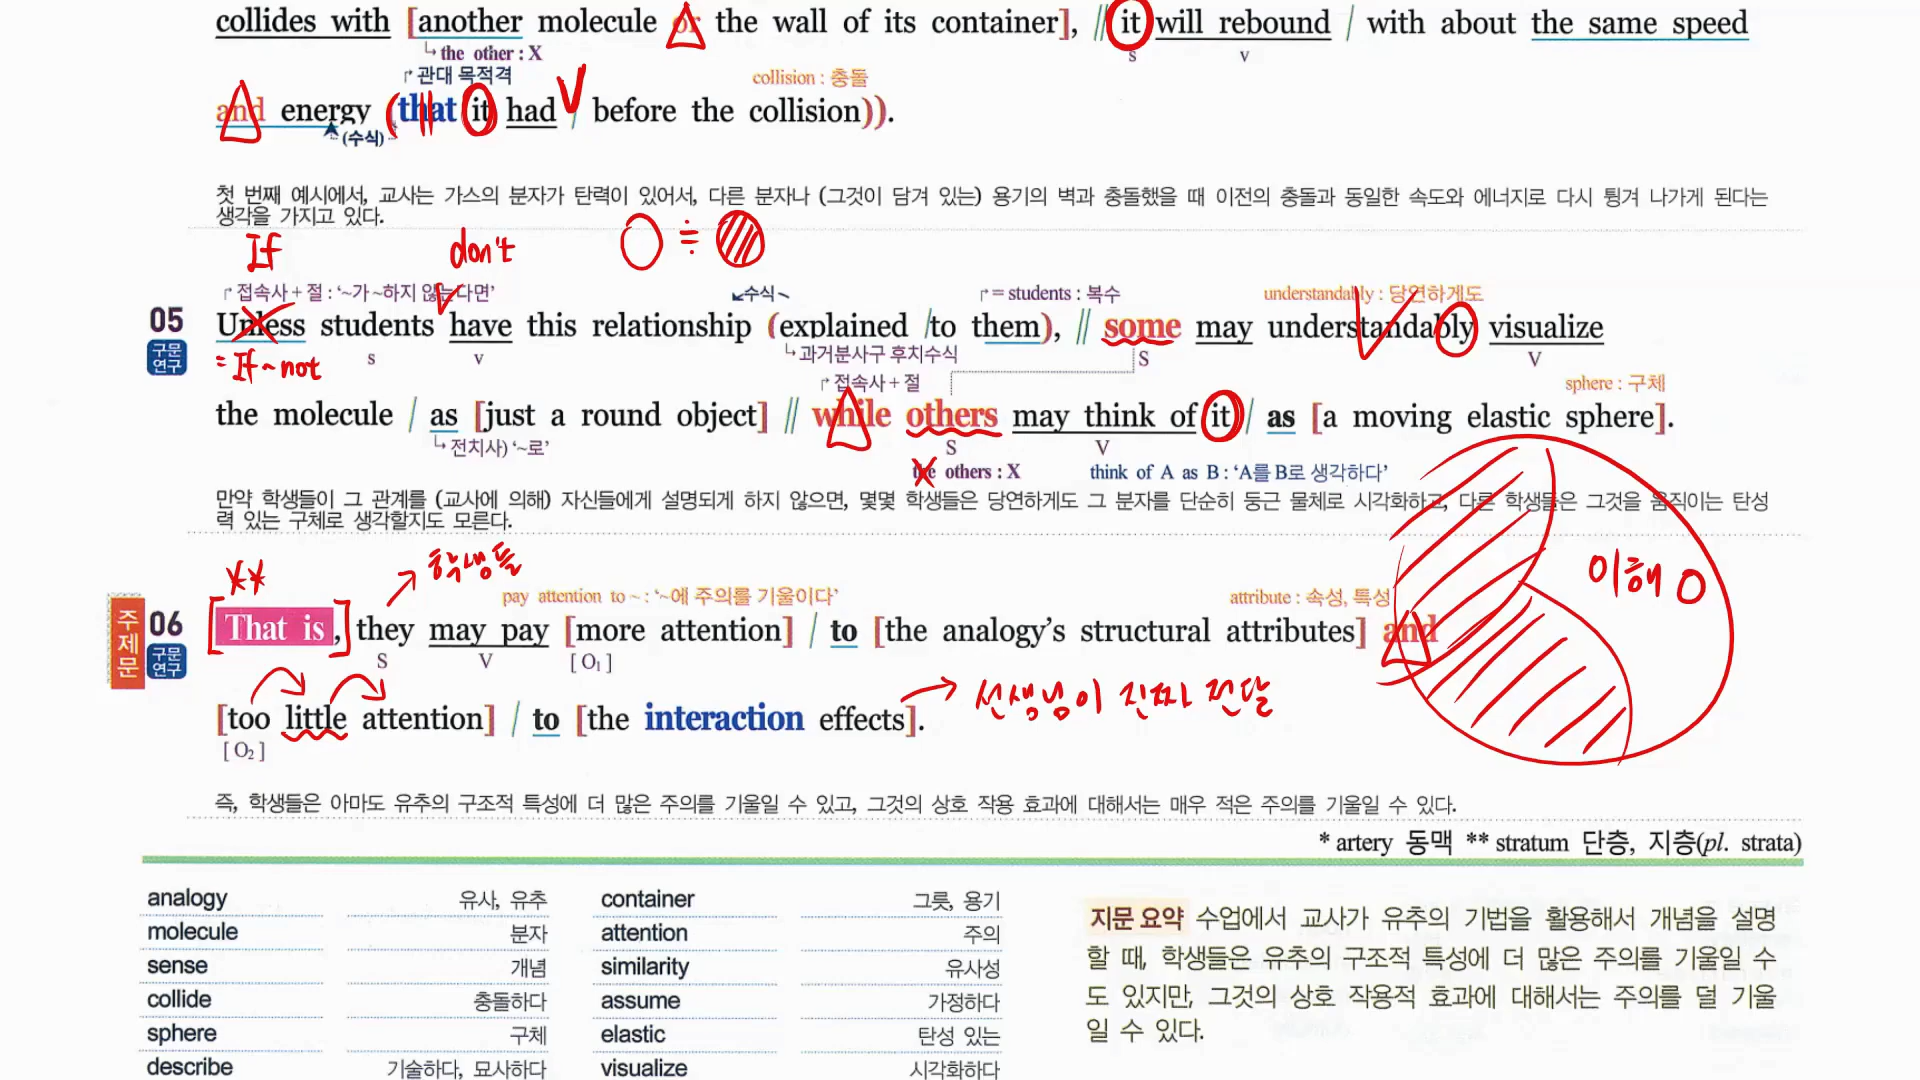 collides with [another molecule or the wall of its container], // it will rebound / with about the same speed
the other : X
s
v
관대 목적격
collision : 충돌
and energy (that it had / before the collision)).
(수식)
첫 번째 예시에서, 교사는 가스의 분자가 탄력이 있어서, 다른 분자나 (그것이 담겨 있는) 용기의 벽과 충돌했을 때 이전의 충돌과 동일한 속도와 에너지로 다시 튕겨 나가게 된다는
생각을 가지고 있다.
If
don't
접속사 + 절 : '~가 ~하지 않는다면'
수식
= students : 복수
understandably : 당연하게도
05
구문
연구
Unless students have this relationship (explained /to them), // some may understandably visualize
= If ~ not
s
v
과거분사구 후치수식
S
V
접속사 + 절
sphere : 구체
the molecule / as [just a round object] // while others may think of it / as [a moving elastic sphere].
전치사) '~로'
S
V
the others : X
think of A as B : 'A를 B로 생각하다'
만약 학생들이 그 관계를 (교사에 의해) 자신들에게 설명되게 하지 않으면, 몇몇 학생들은 당연하게도 그 분자를 단순히 둥근 물체로 시각화하고, 다른 학생들은 그것을 움직이는 탄성
력 있는 구체로 생각할지도 모른다.
이해 O
학생들
pay attention to ~ : '~에 주의를 기울이다'
attribute : 속성, 특성
주제문
06
구문
연구
That is, they may pay [more attention] / to [the analogy's structural attributes] and
S
V
[ O₁ ]
선생님이 진짜 전달
[too little attention] / to [the interaction effects].
[ O₂ ]
즉, 학생들은 아마도 유추의 구조적 특성에 더 많은 주의를 기울일 수 있고, 그것의 상호 작용 효과에 대해서는 매우 적은 주의를 기울일 수 있다.
* artery 동맥 ** stratum 단층, 지층(pl. strata)
analogy 유사, 유추 container 그릇, 용기
molecule 분자 attention 주의
sense 개념 similarity 유사성
collide 충돌하다 assume 가정하다
sphere 구체 elastic 탄성 있는
describe 기술하다, 묘사하다 visualize 시각화하다
지문 요약 수업에서 교사가 유추의 기법을 활용해서 개념을 설명
할 때, 학생들은 유추의 구조적 특성에 더 많은 주의를 기울일 수
도 있지만, 그것의 상호 작용적 효과에 대해서는 주의를 덜 기울
일 수 있다.